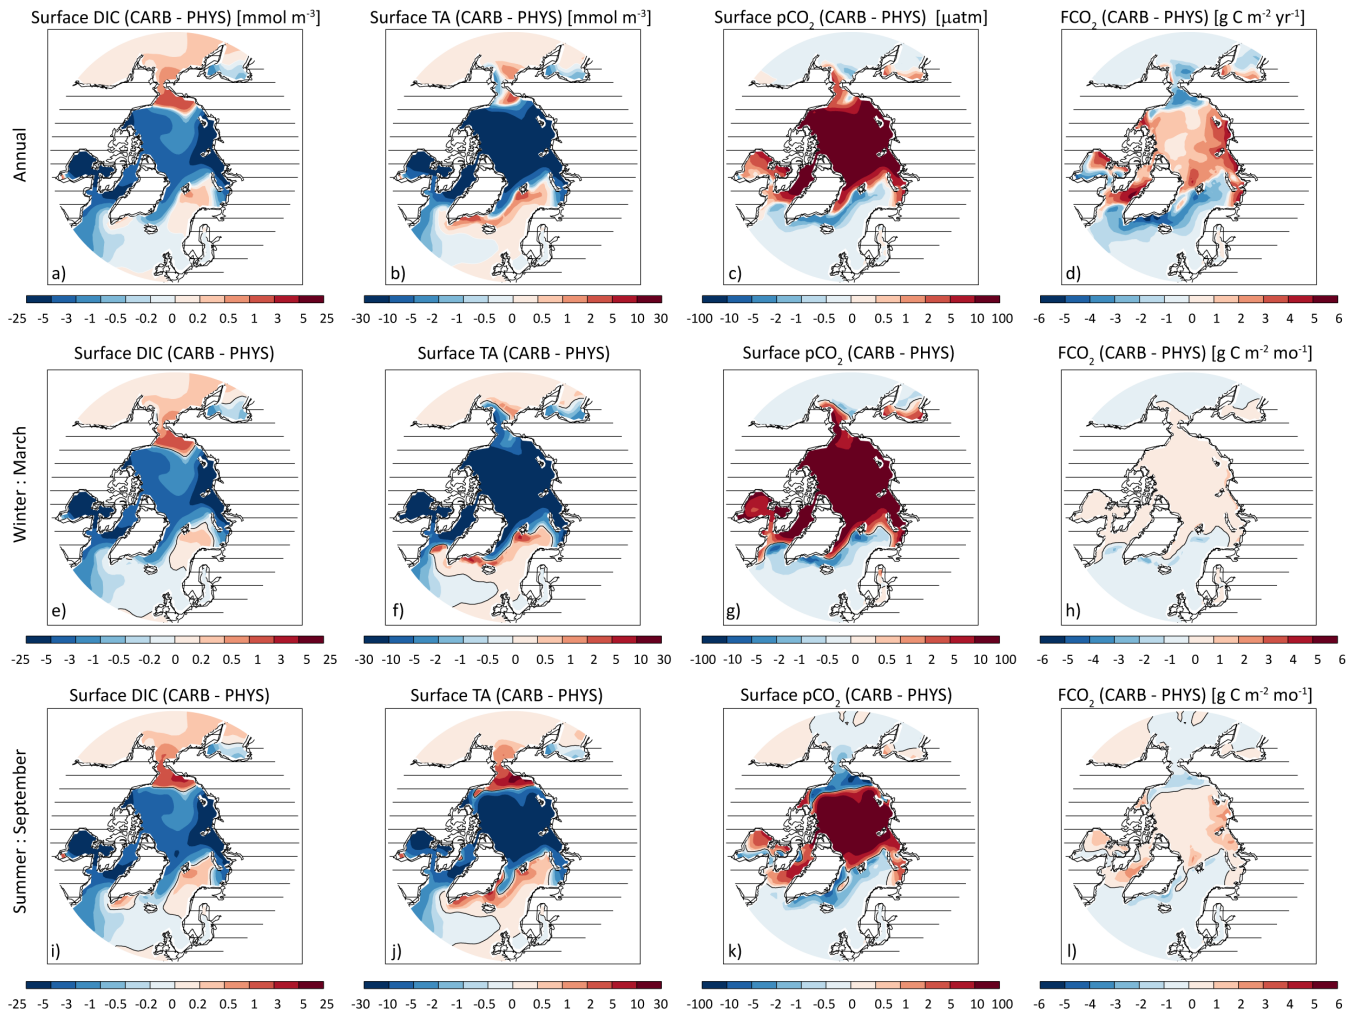 Surface DIC (CARB - PHYS) [mmol m-3]
Surface TA (CARB - PHYS) [mmol m-3]
Surface pCO2 (CARB - PHYS) [µatm]
FCO2 (CARB - PHYS) [g C m-2 yr-1]
Annual
a)
b)
c)
d)
-25 -5 -3 -1 -0.5 -0.2 0 0.2 0.5 1 3 5 25
-30 -10 -5 -2 -1 -0.5 0 0.5 1 2 5 10 30
-100 -10 -5 -2 -1 -0.5 0 0.5 1 2 5 10 100
-6 -5 -4 -3 -2 -1 0 1 2 3 4 5 6
Surface DIC (CARB - PHYS)
Surface TA (CARB - PHYS)
Surface pCO2 (CARB - PHYS)
FCO2 (CARB - PHYS) [g C m-2 mo-1]
Winter : March
e)
f)
g)
h)
-25 -5 -3 -1 -0.5 -0.2 0 0.2 0.5 1 3 5 25
-30 -10 -5 -2 -1 -0.5 0 0.5 1 2 10 30
-100 -10 -5 -2 -1 -0.5 0 0.5 1 2 5 10 100
-6 -5 -4 -3 -2 -1 0 1 2 3 4 5 6
Surface DIC (CARB - PHYS)
Surface TA (CARB - PHYS)
Surface pCO2 (CARB - PHYS)
FCO2 (CARB - PHYS) [g C m-2 mo-1]
Summer : September
i)
j)
k)
l)
-25 -5 -3 -1 -0.5 -0.2 0 0.2 0.5 1 3 5 25
-30 -10 -5 -2 -1 -0.5 0 0.5 1 2 5 10 30
-100 -10 -5 -2 -1 -0.5 0 0.5 1 2 5 10 100
-6 -5 -4 -3 -2 -1 0 1 2 3 4 5 6